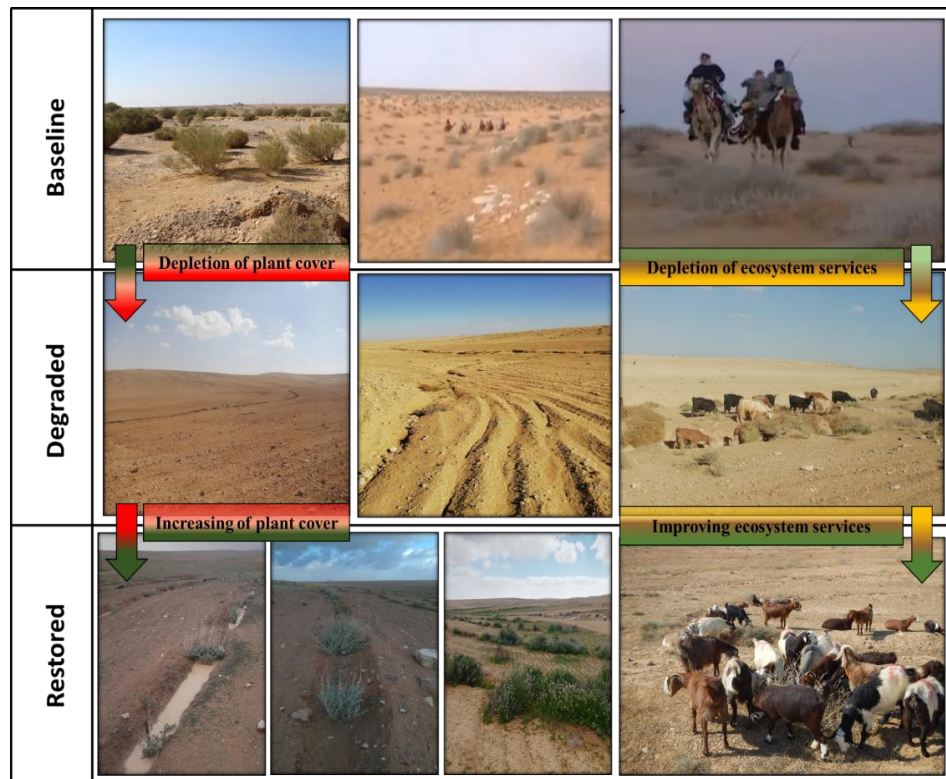 Baseline
Depletion of plant cover
Depletion of ecosystem services
Degraded
Increasing of plant cover
Improving ecosystem services
Restored